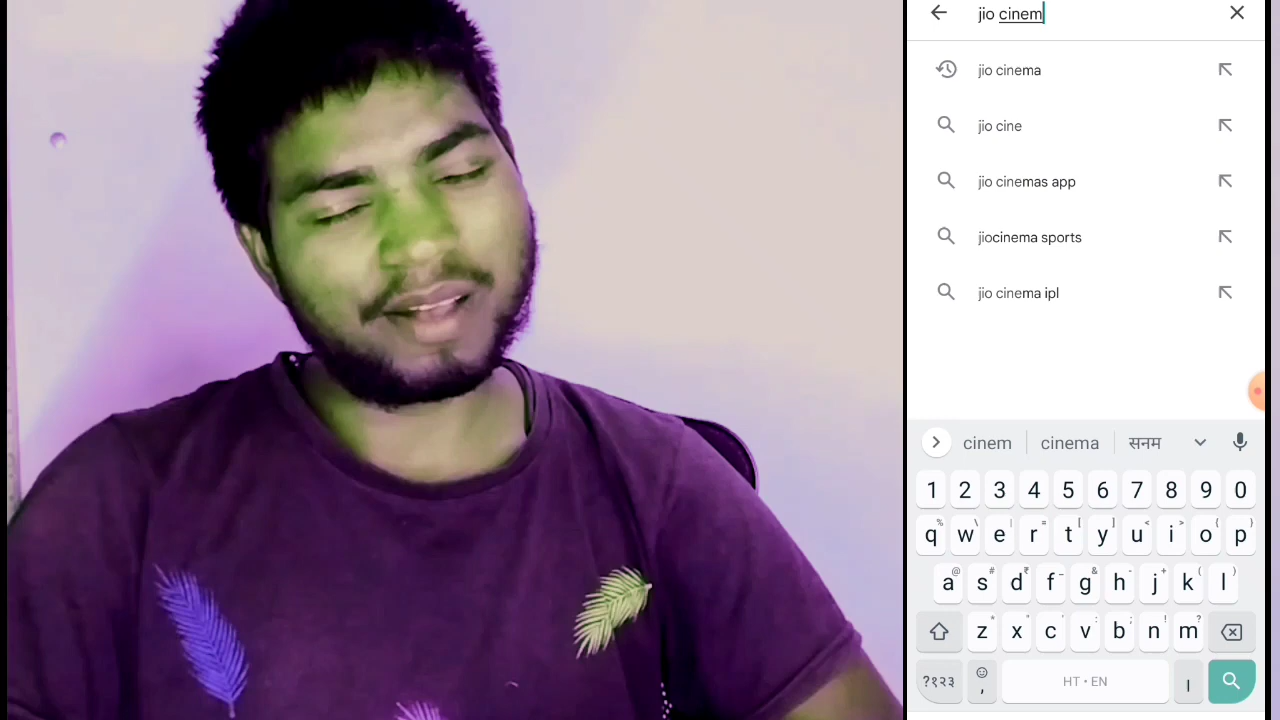 jio cinem
jio cinema
jio cine
jio cinemas app
jiocinema sports
jio cinema ipl
cinem cinema सनम
1 2 3 4 5 6 7 8 9 0
q% w\ e| r= t[ y] u< i> o{ p}
a@ s# d₹ f_ g& h- j+ k( l)
z* x" c' v: b; n! m?
?१२३ , HT • EN ।